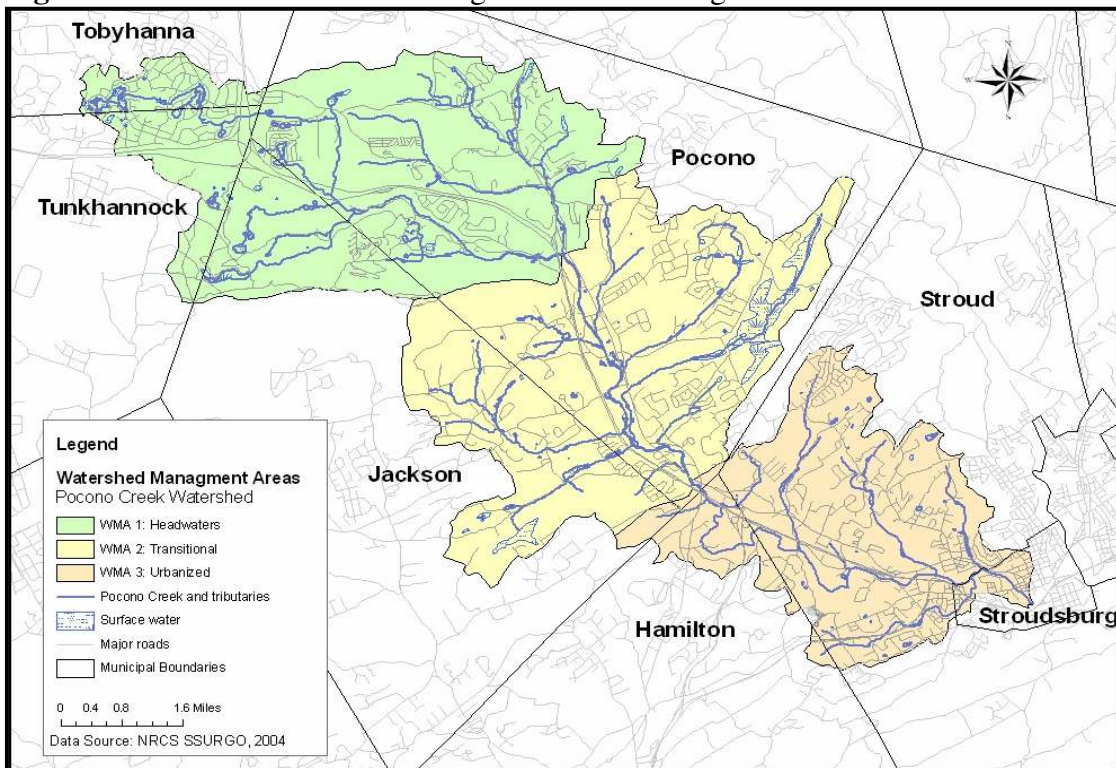 Tobyhanna
Pocono
Tunkhannock
Stroud
Jackson
Hamilton
Stroudsburg
Legend
Watershed Managment Areas
Pocono Creek Watershed
WMA 1: Headwaters
WMA 2: Transitional
WMA 3: Urbanized
Pocono Creek and tributaries
Surface water
Major roads
Municipal Boundaries
0 0.4 0.8 1.6 Miles
Data Source: NRCS SSURGO, 2004